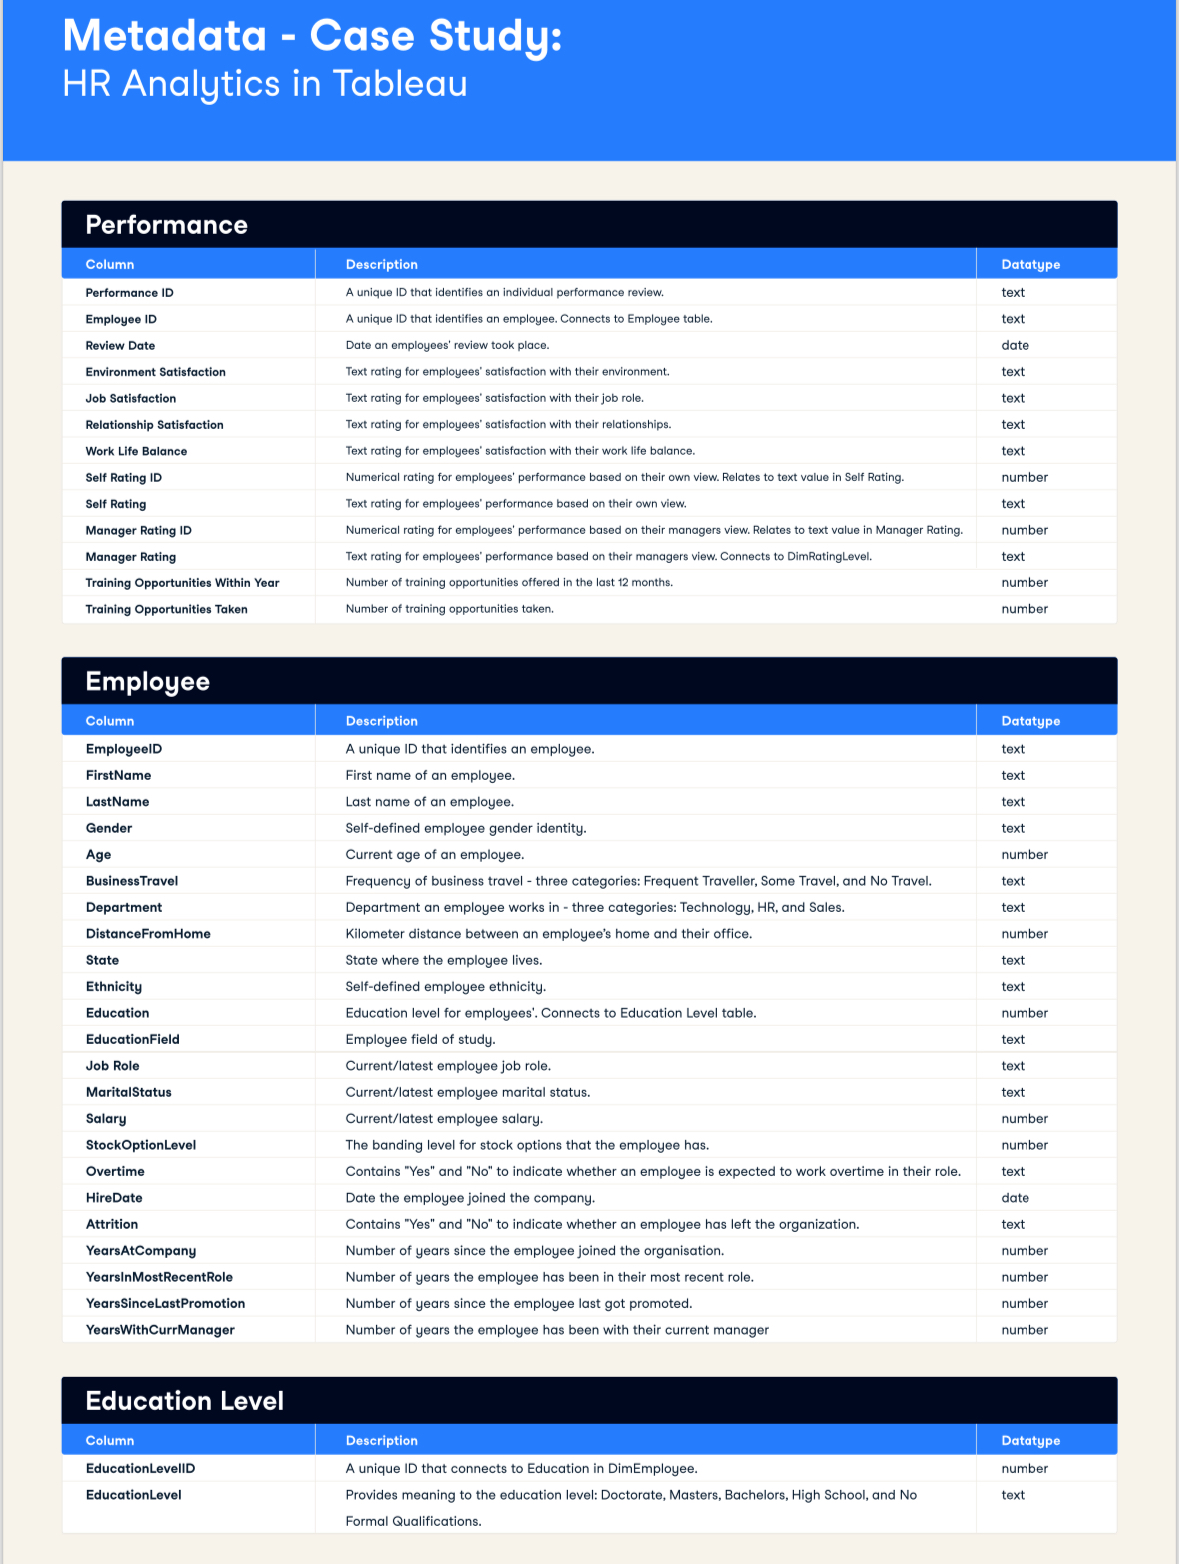 Metadata - Case Study:
HR Analytics in Tableau
Performance
Column Description Datatype
Performance ID A unique ID that identifies an individual performance review. text
Employee ID A unique ID that identifies an employee. Connects to Employee table. text
Review Date Date an employees' review took place. date
Environment Satisfaction Text rating for employees' satisfaction with their environment. text
Job Satisfaction Text rating for employees' satisfaction with their job role. text
Relationship Satisfaction Text rating for employees' satisfaction with their relationships. text
Work Life Balance Text rating for employees' satisfaction with their work life balance. text
Self Rating ID Numerical rating for employees' performance based on their own view. Relates to text value in Self Rating. number
Self Rating Text rating for employees' performance based on their own view. text
Manager Rating ID Numerical rating for employees' performance based on their managers view. Relates to text value in Manager Rating. number
Manager Rating Text rating for employees' performance based on their managers view. Connects to DimRatingLevel. text
Training Opportunities Within Year Number of training opportunities offered in the last 12 months. number
Training Opportunities Taken Number of training opportunities taken. number
Employee
Column Description Datatype
EmployeeID A unique ID that identifies an employee. text
FirstName First name of an employee. text
LastName Last name of an employee. text
Gender Self-defined employee gender identity. text
Age Current age of an employee. number
BusinessTravel Frequency of business travel - three categories: Frequent Traveller, Some Travel, and No Travel. text
Department Department an employee works in - three categories: Technology, HR, and Sales. text
DistanceFromHome Kilometer distance between an employee's home and their office. number
State State where the employee lives. text
Ethnicity Self-defined employee ethnicity. text
Education Education level for employees'. Connects to Education Level table. number
EducationField Employee field of study. text
Job Role Current/latest employee job role. text
MaritalStatus Current/latest employee marital status. text
Salary Current/latest employee salary. number
StockOptionLevel The banding level for stock options that the employee has. number
Overtime Contains "Yes" and "No" to indicate whether an employee is expected to work overtime in their role. text
HireDate Date the employee joined the company. date
Attrition Contains "Yes" and "No" to indicate whether an employee has left the organization. text
YearsAtCompany Number of years since the employee joined the organisation. number
YearsInMostRecentRole Number of years the employee has been in their most recent role. number
YearsSinceLastPromotion Number of years since the employee last got promoted. number
YearsWithCurrManager Number of years the employee has been with their current manager number
Education Level
Column Description Datatype
EducationLevelID A unique ID that connects to Education in DimEmployee. number
EducationLevel Provides meaning to the education level: Doctorate, Masters, Bachelors, High School, and No text
Formal Qualifications.